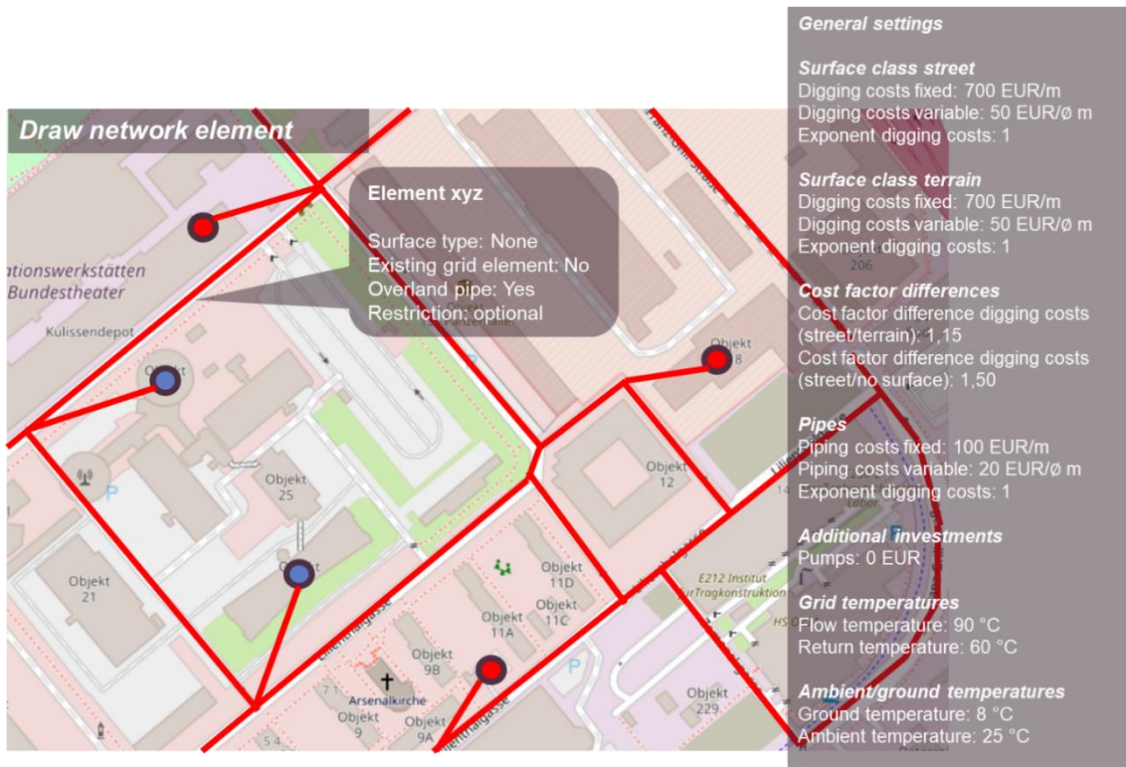 General settings
Surface class street
Digging costs fixed: 700 EUR/m
Digging costs variable: 50 EUR/ø m
Exponent digging costs: 1
Surface class terrain
Digging costs fixed: 700 EUR/m
Digging costs variable: 50 EUR/ø m
Exponent digging costs: 1
Cost factor differences
Cost factor difference digging costs
(street/terrain): 1,15
Cost factor difference digging costs
(street/no surface): 1,50
Pipes
Piping costs fixed: 100 EUR/m
Piping costs variable: 20 EUR/ø m
Exponent digging costs: 1
Additional investments
Pumps: 0 EUR
Grid temperatures
Flow temperature: 90 °C
Return temperature: 60 °C
Ambient/ground temperatures
Ground temperature: 8 °C
Ambient temperature: 25 °C
Draw network element
Element xyz
Surface type: None
Existing grid element: No
Overland pipe: Yes
Restriction: optional
ationswerkstätten
Bundestheater
Kulissendepot
Objekt
206
Objekt
8
Objekt
12
Objekt
25
Objekt
21
Objekt
Objekt
11D
Objekt
11C
Objekt
11A
Objekt
9B
Arsenalkirche
Objekt
9
Objekt
9A
Objekt
229
E212 Institut
fürTragkonstruktion
Lilienthalgasse
Lilienthalgasse